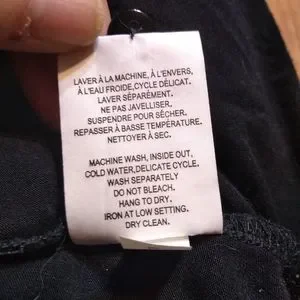 LAVER À LA MACHINE, À L'ENVERS,
À L'EAU FROIDE,CYCLE DÉLICAT.
LAVER SÉPARÉMENT.
NE PAS JAVELLISER,
SUSPENDRE POUR SÉCHER.
REPASSER À BASSE TEMPÉRATURE.
NETTOYER À SEC.
MACHINE WASH, INSIDE OUT,
COLD WATER,DELICATE CYCLE.
WASH SEPARATELY
DO NOT BLEACH.
HANG TO DRY.
IRON AT LOW SETTING.
DRY CLEAN.